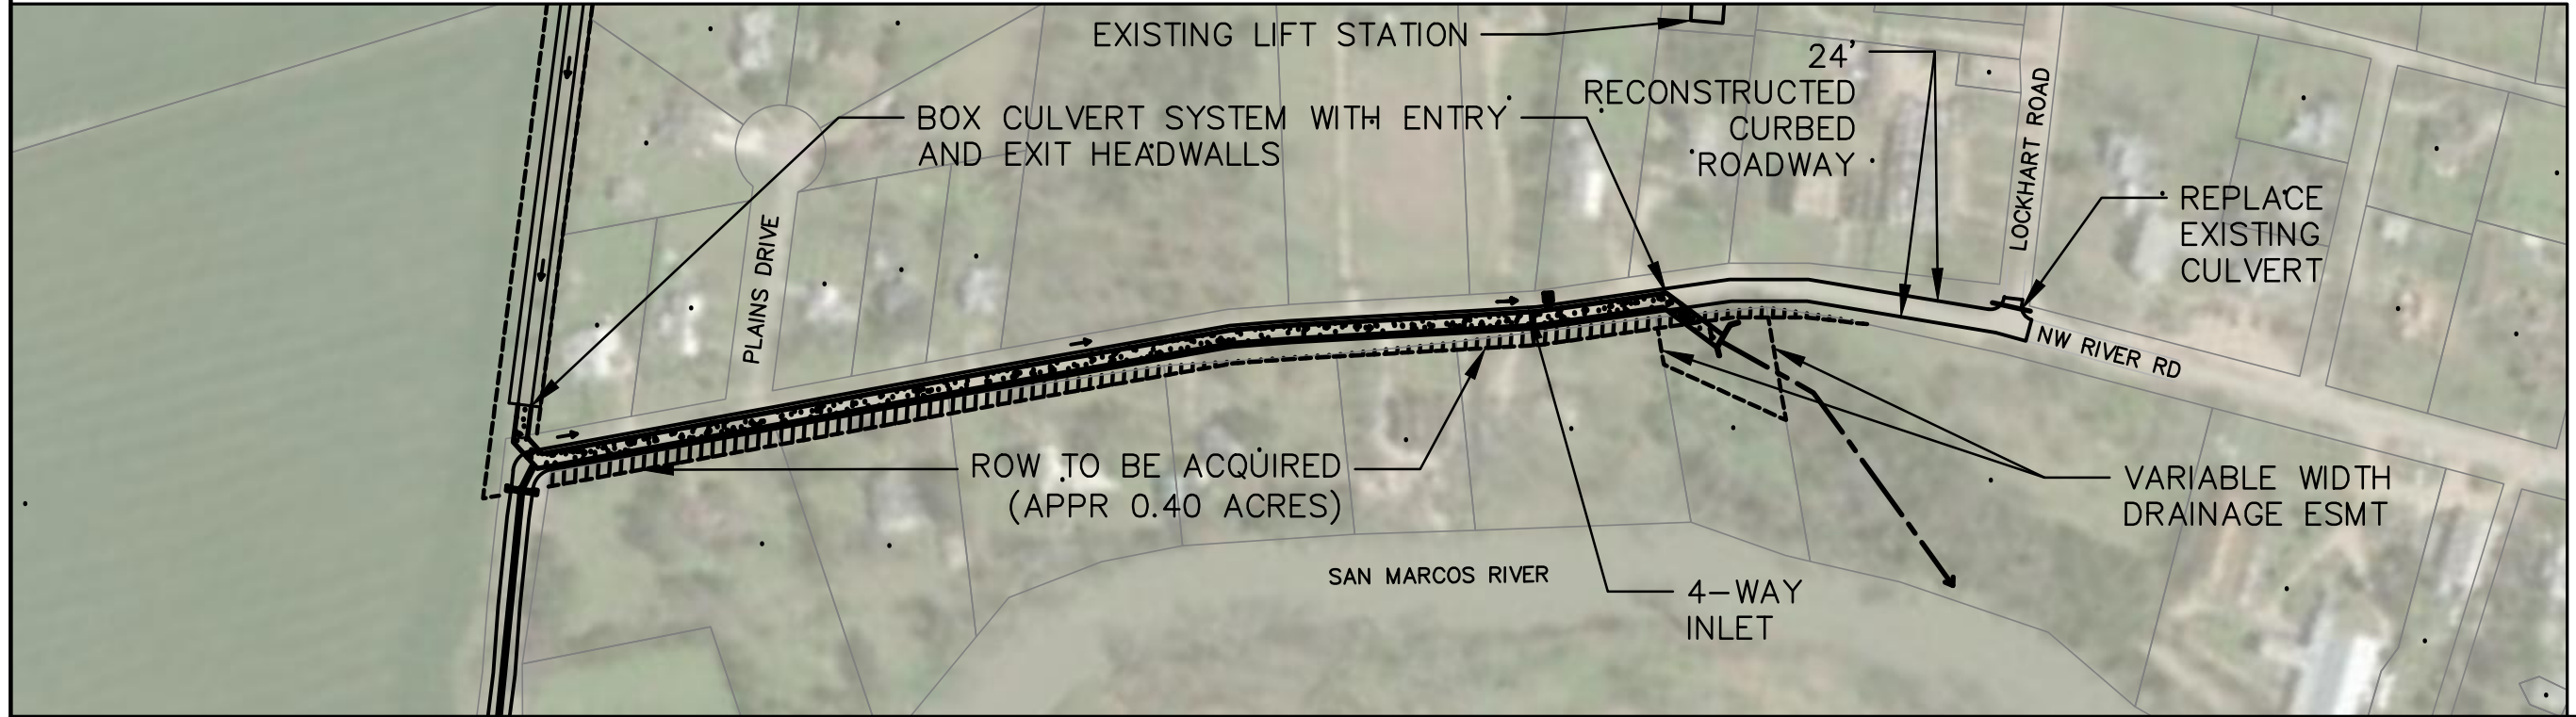 EXISTING LIFT STATION
24'
RECONSTRUCTED
CURBED
ROADWAY
BOX CULVERT SYSTEM WITH ENTRY
AND EXIT HEADWALLS
LOCKHART ROAD
REPLACE
EXISTING
CULVERT
PLAINS DRIVE
NW RIVER RD
ROW TO BE ACQUIRED
(APPR 0.40 ACRES)
VARIABLE WIDTH
DRAINAGE ESMT
SAN MARCOS RIVER
4-WAY
INLET